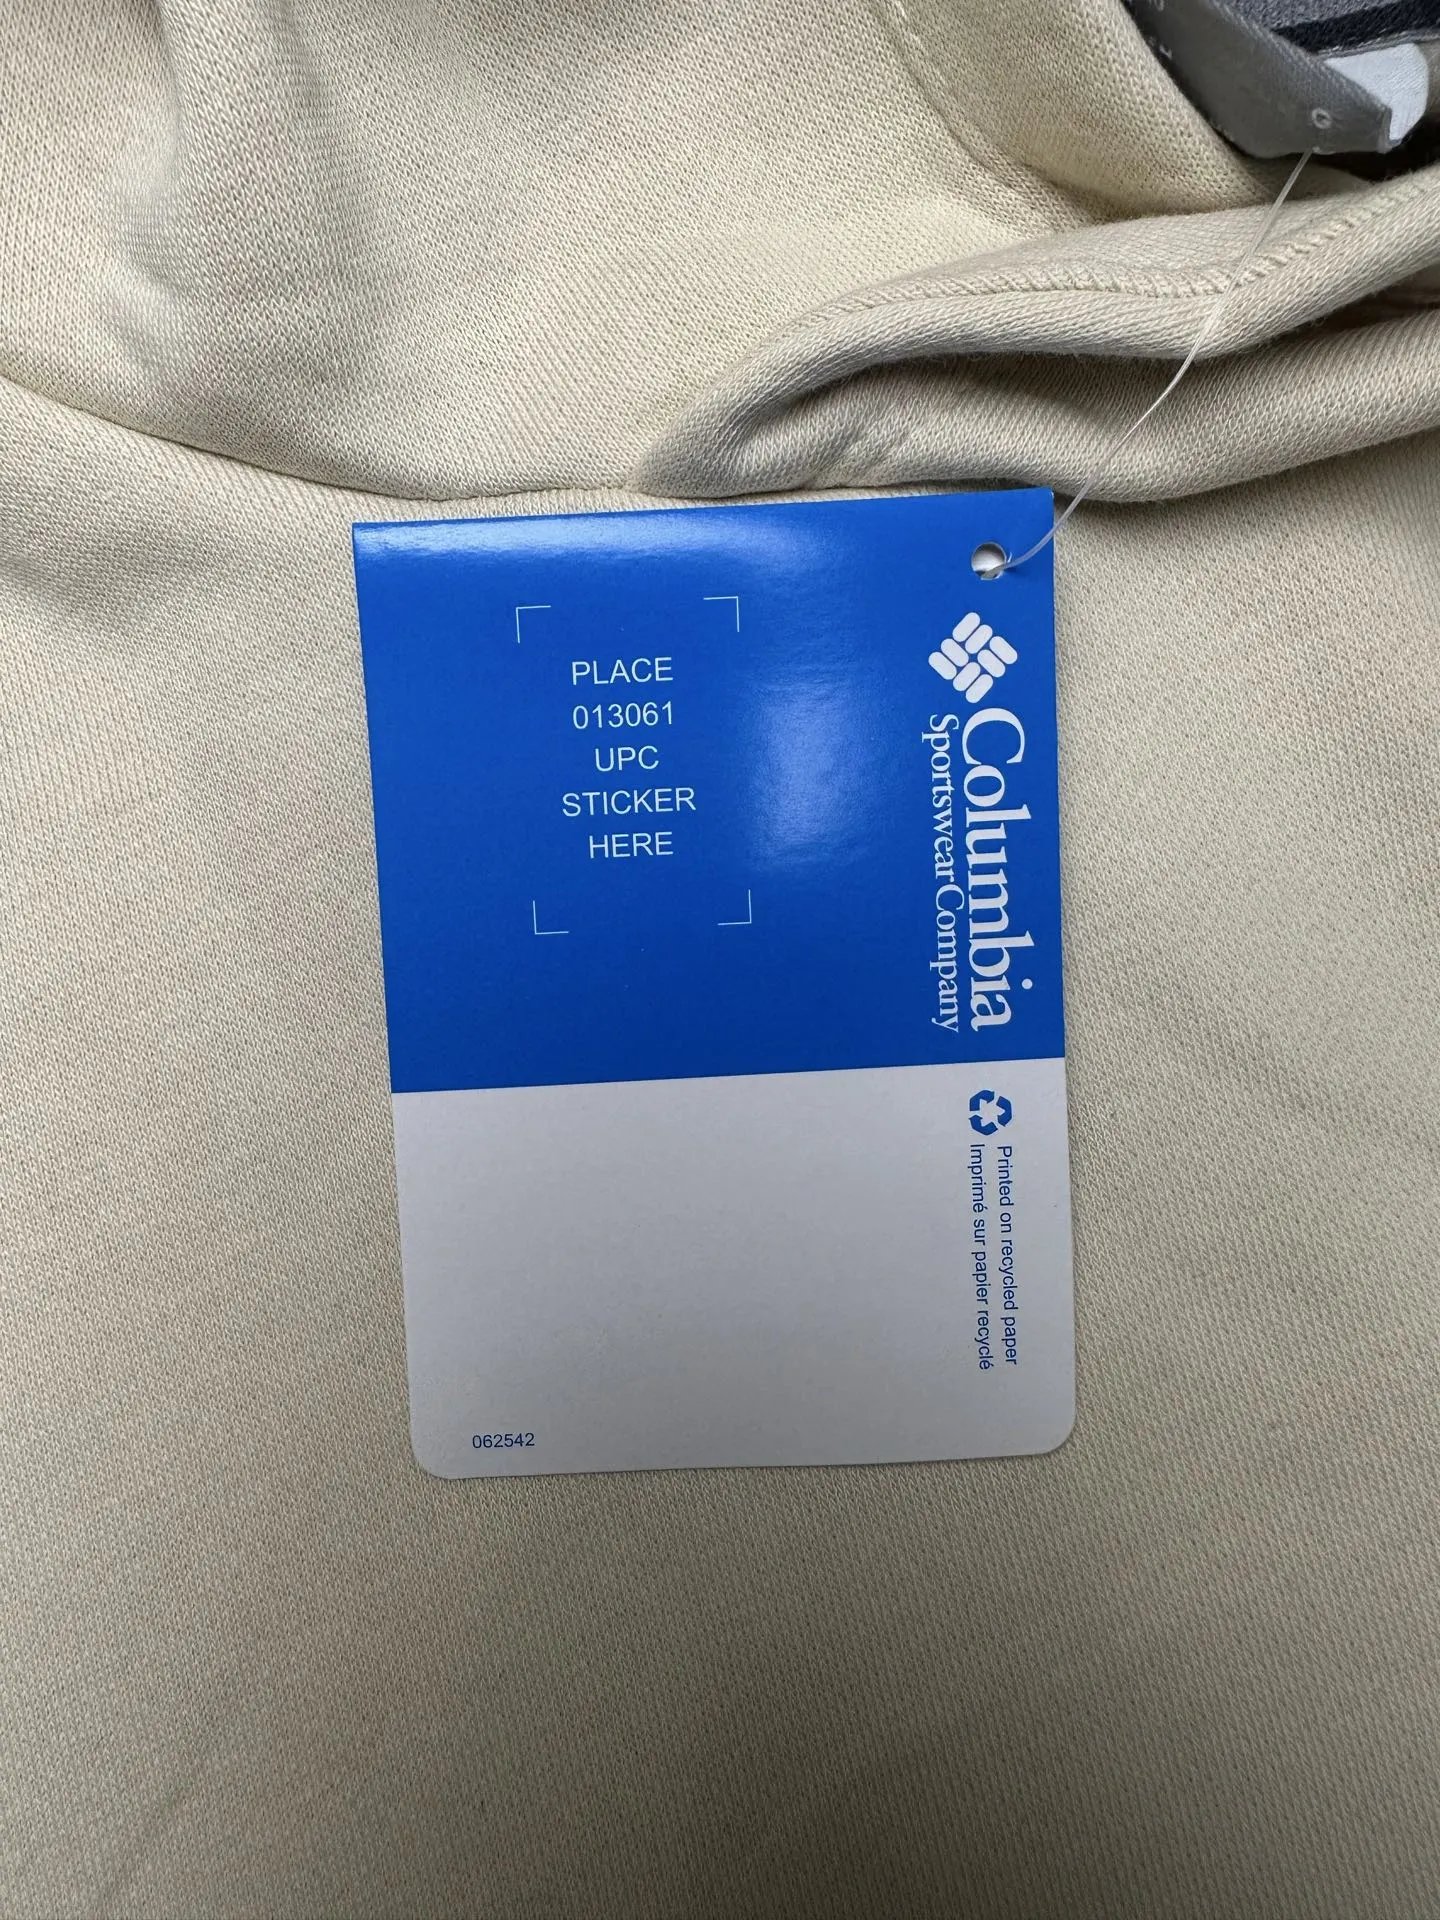 PLACE
013061
UPC
STICKER
HERE
Columbia
Sportswear Company
Printed on recycled paper
Imprimé sur papier recyclé
062542